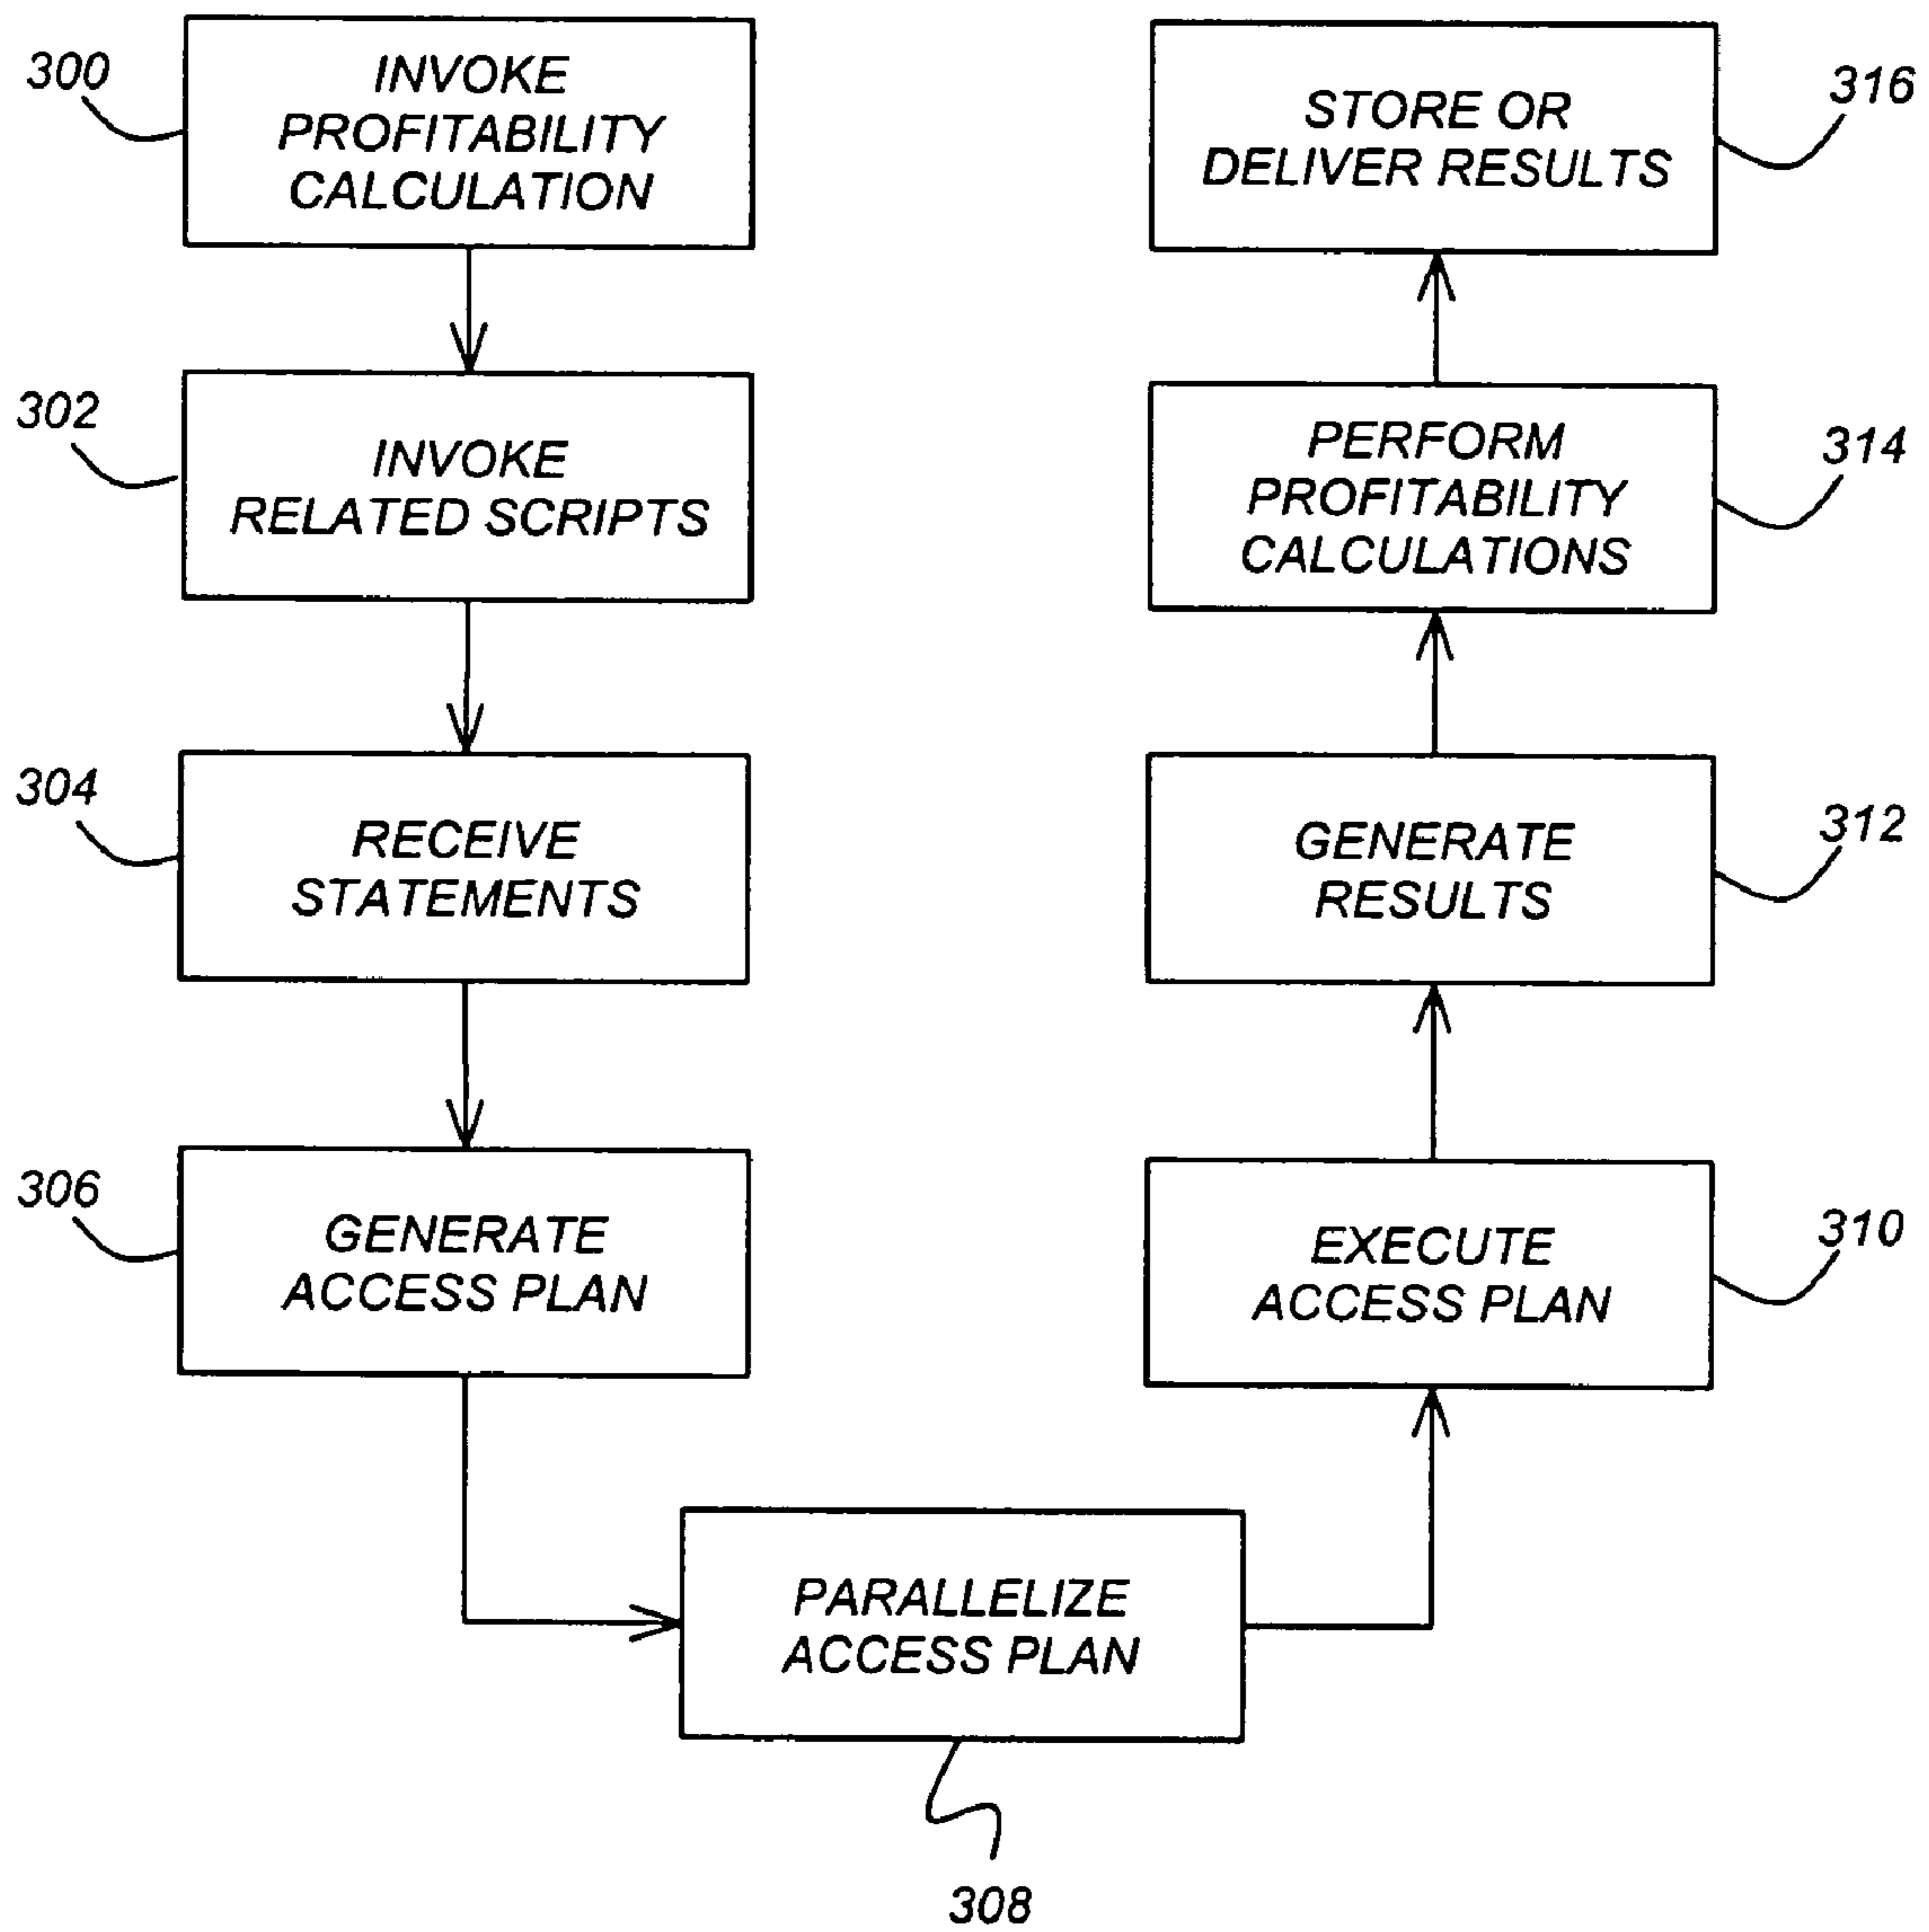 300
INVOKE
PROFITABILITY
CALCULATION
302
INVOKE
RELATED SCRIPTS
304
RECEIVE
STATEMENTS
306
GENERATE
ACCESS PLAN
PARALLELIZE
ACCESS PLAN
308
EXECUTE
ACCESS PLAN
310
GENERATE
RESULTS
312
PERFORM
PROFITABILITY
CALCULATIONS
314
STORE OR
DELIVER RESULTS
316